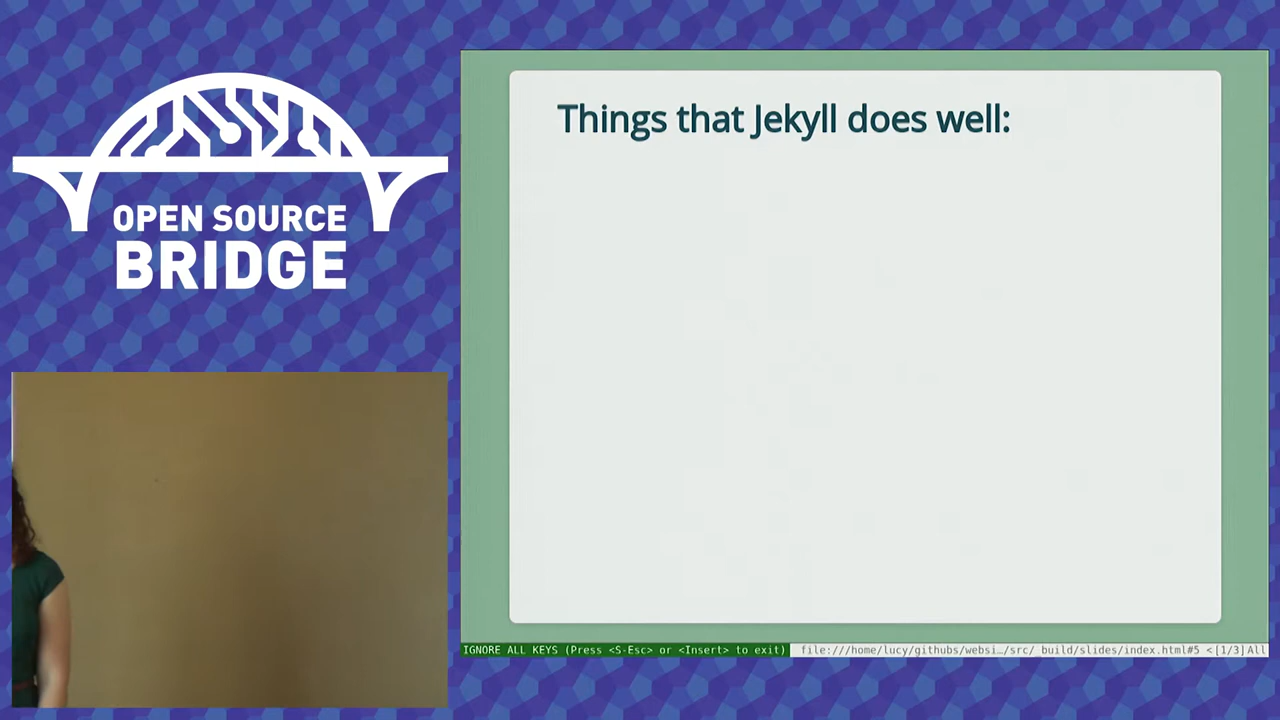 OPEN SOURCE
BRIDGE
Things that Jekyll does well:
IGNORE ALL KEYS (Press <S-Esc> or <Insert> to exit) file:///home/lucy/githubs/websi…/src/_build/slides/index.html#5 <[1/3]All